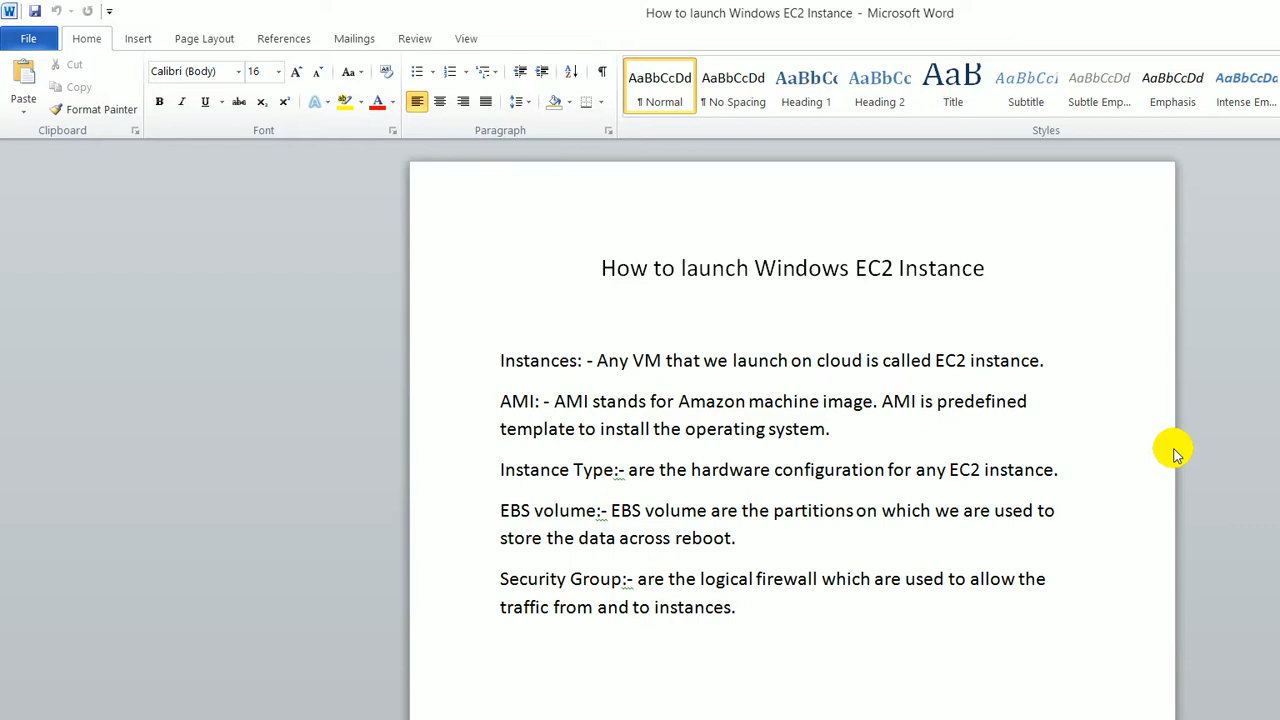 How to launch Windows EC2 Instance - Microsoft Word
File Home Insert Page Layout References Mailings Review View
Paste
Cut
Copy
Format Painter
Clipboard
Calibri (Body) 16
Aa
B I U abc x₂ x² A A
Font
Paragraph
AaBbCcDd AaBbCcDd AaBbCc AaBbCc AaB AaBbCcI AaBbCcDd AaBbCcDd AaBbCcDd
¶ Normal ¶ No Spacing Heading 1 Heading 2 Title Subtitle Subtle Em... Emphasis Intense Em...
Styles
How to launch Windows EC2 Instance
Instances: - Any VM that we launch on cloud is called EC2 instance.
AMI: - AMI stands for Amazon machine image. AMI is predefined
template to install the operating system.
Instance Type:- are the hardware configuration for any EC2 instance.
EBS volume:- EBS volume are the partitions on which we are used to
store the data across reboot.
Security Group:- are the logical firewall which are used to allow the
traffic from and to instances.